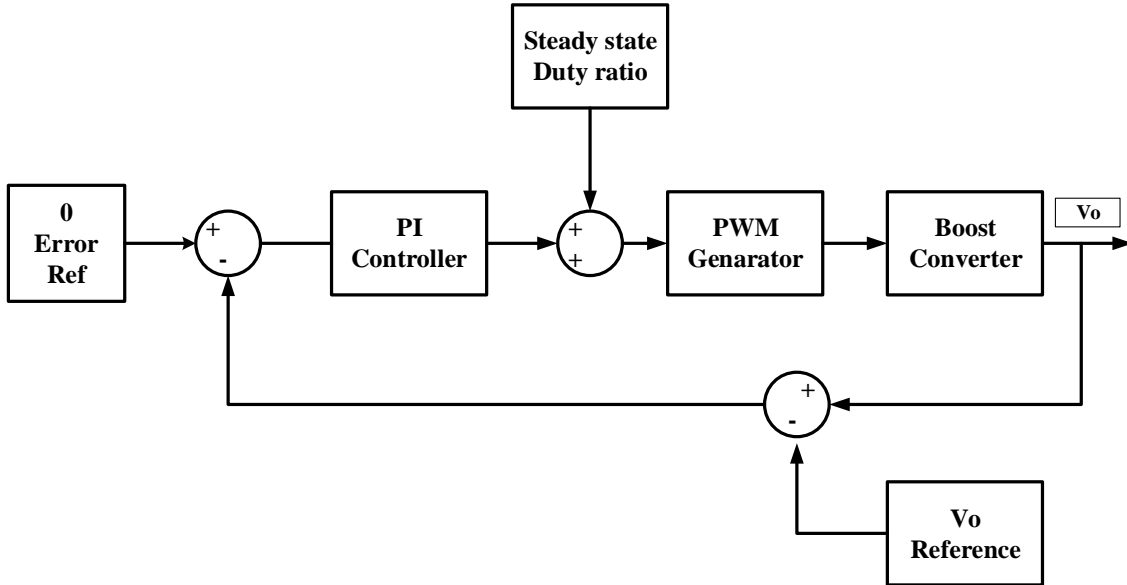 Steady state
Duty ratio
0
Error
Ref
+
-
PI
Controller
+
+
PWM
Genarator
Boost
Converter
Vo
+
-
Vo
Reference